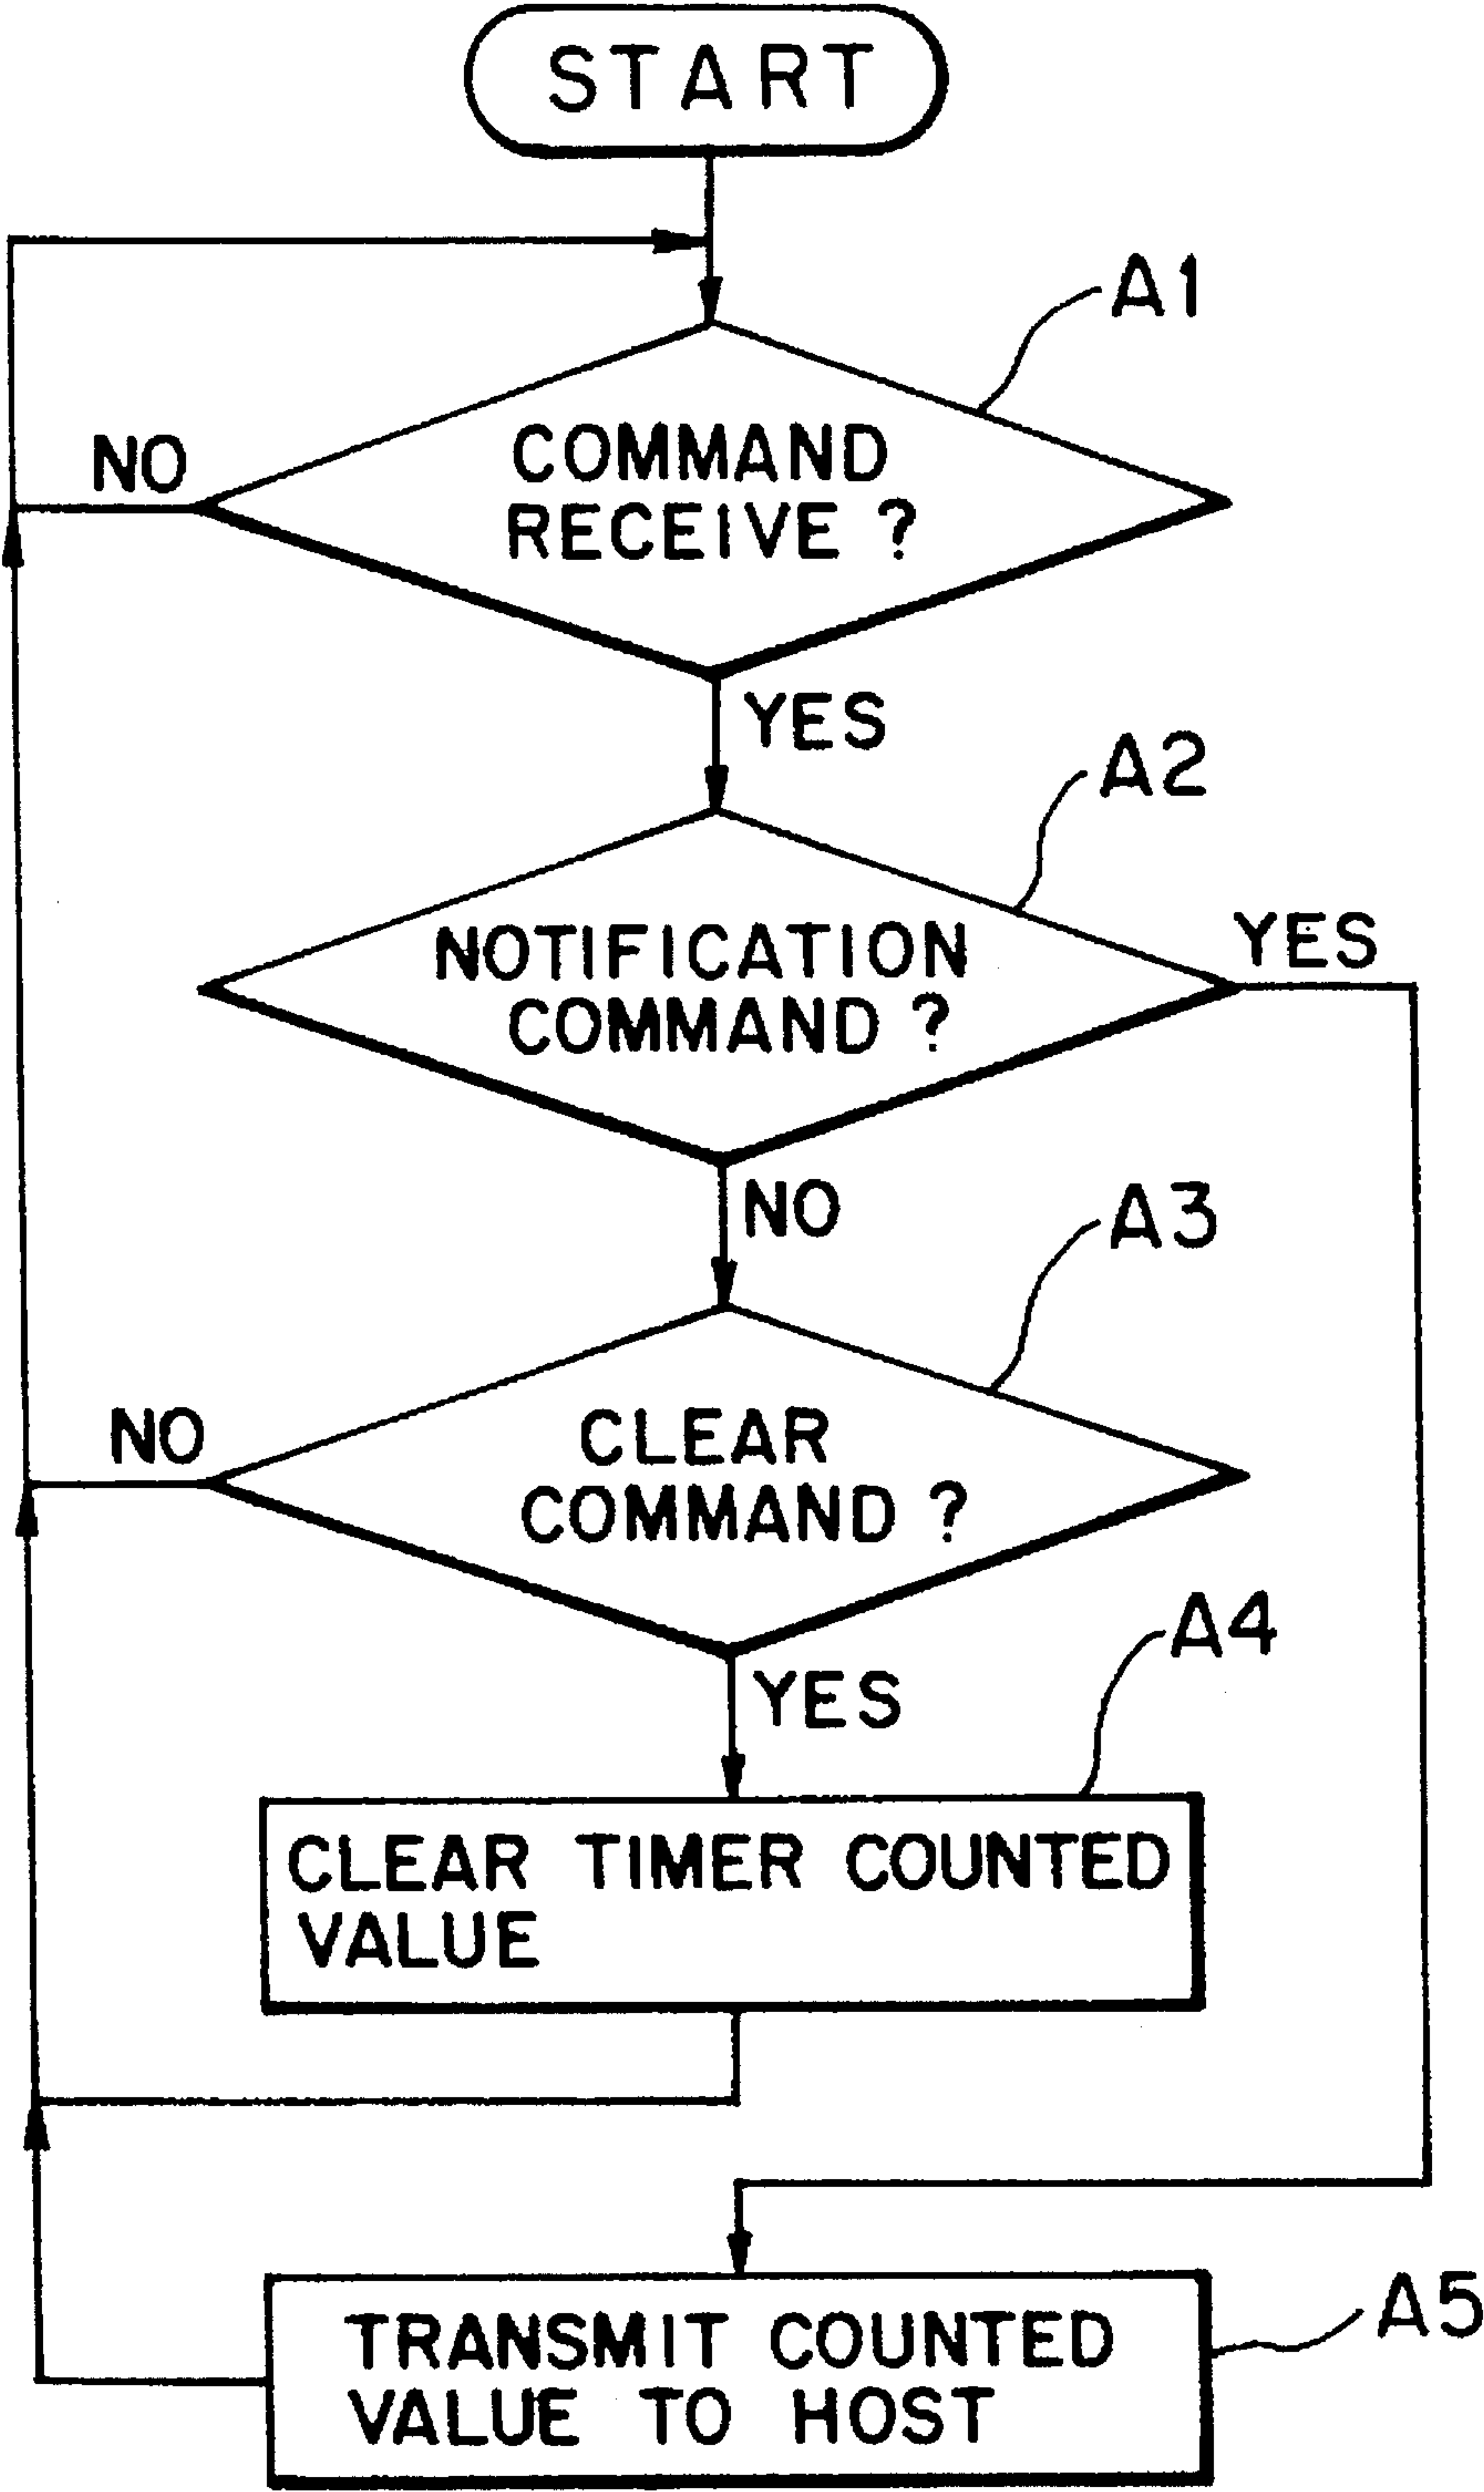 START
A1
COMMAND
RECEIVE ?
NO
YES
A2
NOTIFICATION
COMMAND ?
YES
NO
A3
CLEAR
COMMAND ?
NO
YES
A4
CLEAR TIMER COUNTED
VALUE
A5
TRANSMIT COUNTED
VALUE TO HOST